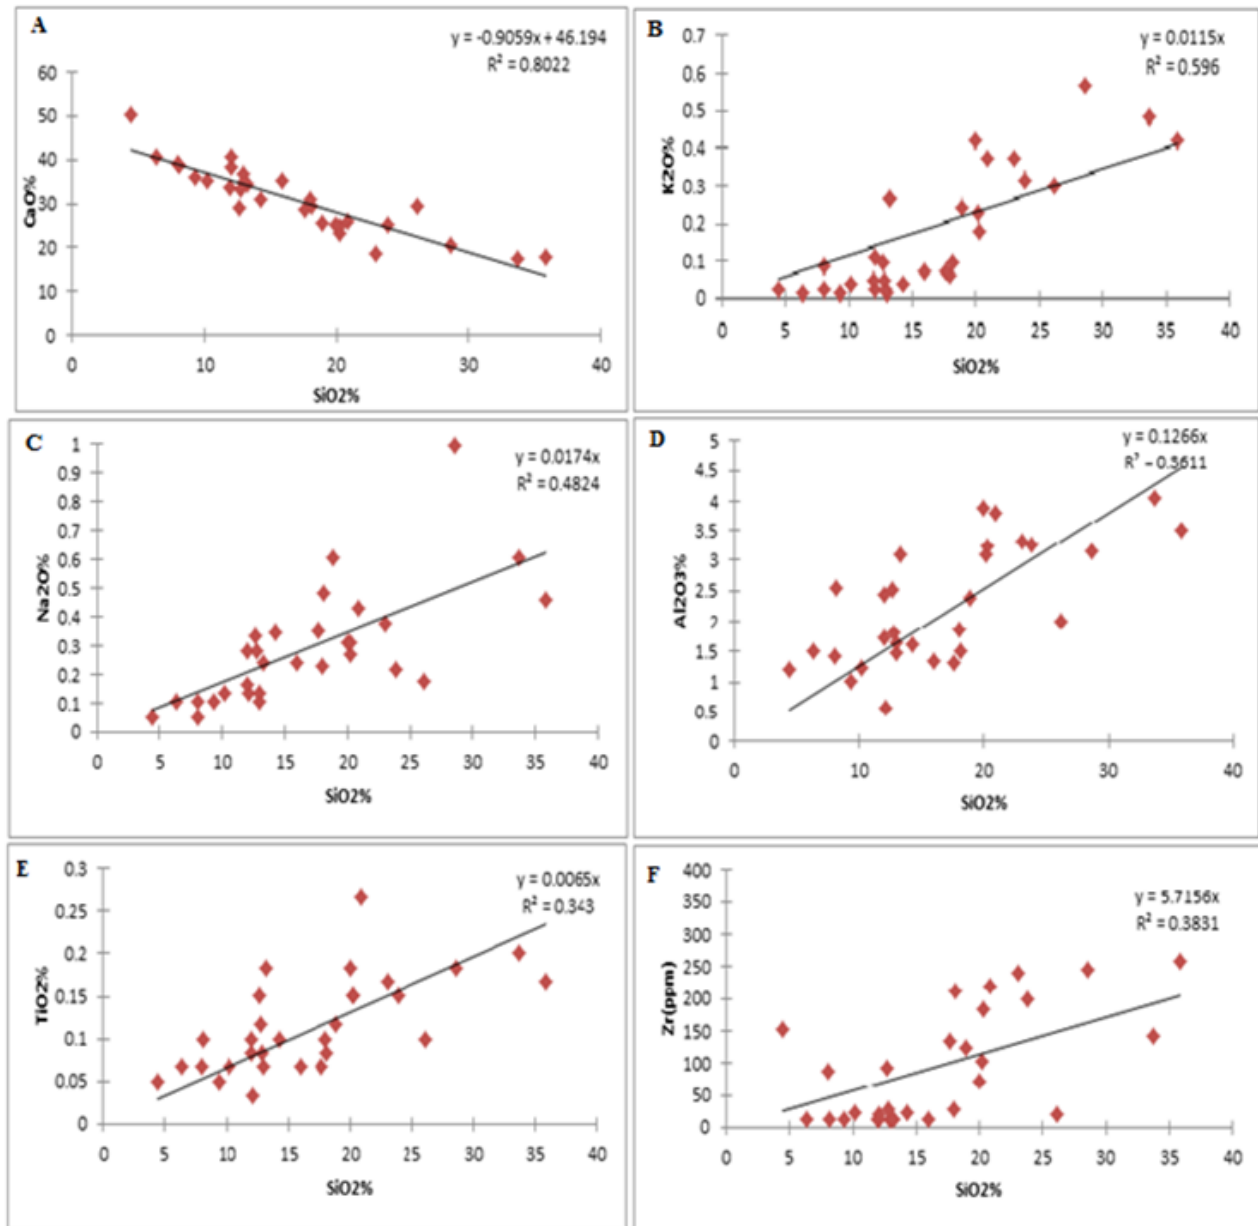 A
y = -0.9059x + 46.194
R² = 0.8022
60
50
40
30
20
10
0
CaO%
0 10 20 30 40
SiO2%
B
y = 0.0115x
R² = 0.596
0.7
0.6
0.5
0.4
0.3
0.2
0.1
0
K2O%
0 5 10 15 20 25 30 35 40
SiO2%
C
y = 0.0174x
R² = 0.4824
1
0.9
0.8
0.7
0.6
0.5
0.4
0.3
0.2
0.1
0
Na2O%
0 5 10 15 20 25 30 35 40
SiO2%
D
y = 0.1266x
R² = 0.5611
5
4.5
4
3.5
3
2.5
2
1.5
1
0.5
0
Al2O3%
0 10 20 30 40
SiO2%
E
y = 0.0065x
R² = 0.343
0.3
0.25
0.2
0.15
0.1
0.05
0
TiO2%
0 5 10 15 20 25 30 35 40
SiO2%
F
y = 5.7156x
R² = 0.3831
400
350
300
250
200
150
100
50
0
Zr(ppm)
0 5 10 15 20 25 30 35 40
SiO2%